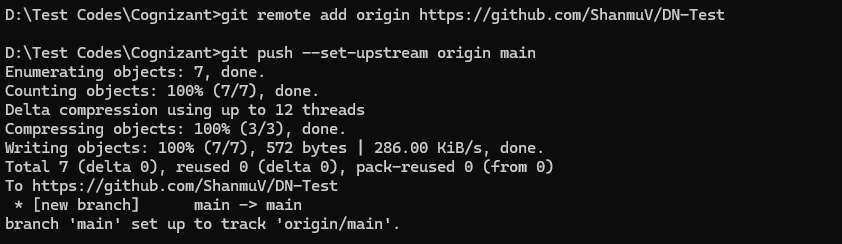 D:\Test Codes\Cognizant>git remote add origin https://github.com/ShanmuV/DN-Test
D:\Test Codes\Cognizant>git push --set-upstream origin main
Enumerating objects: 7, done.
Counting objects: 100% (7/7), done.
Delta compression using up to 12 threads
Compressing objects: 100% (3/3), done.
Writing objects: 100% (7/7), 572 bytes | 286.00 KiB/s, done.
Total 7 (delta 0), reused 0 (delta 0), pack-reused 0 (from 0)
To https://github.com/ShanmuV/DN-Test
 * [new branch]      main -> main
branch 'main' set up to track 'origin/main'.